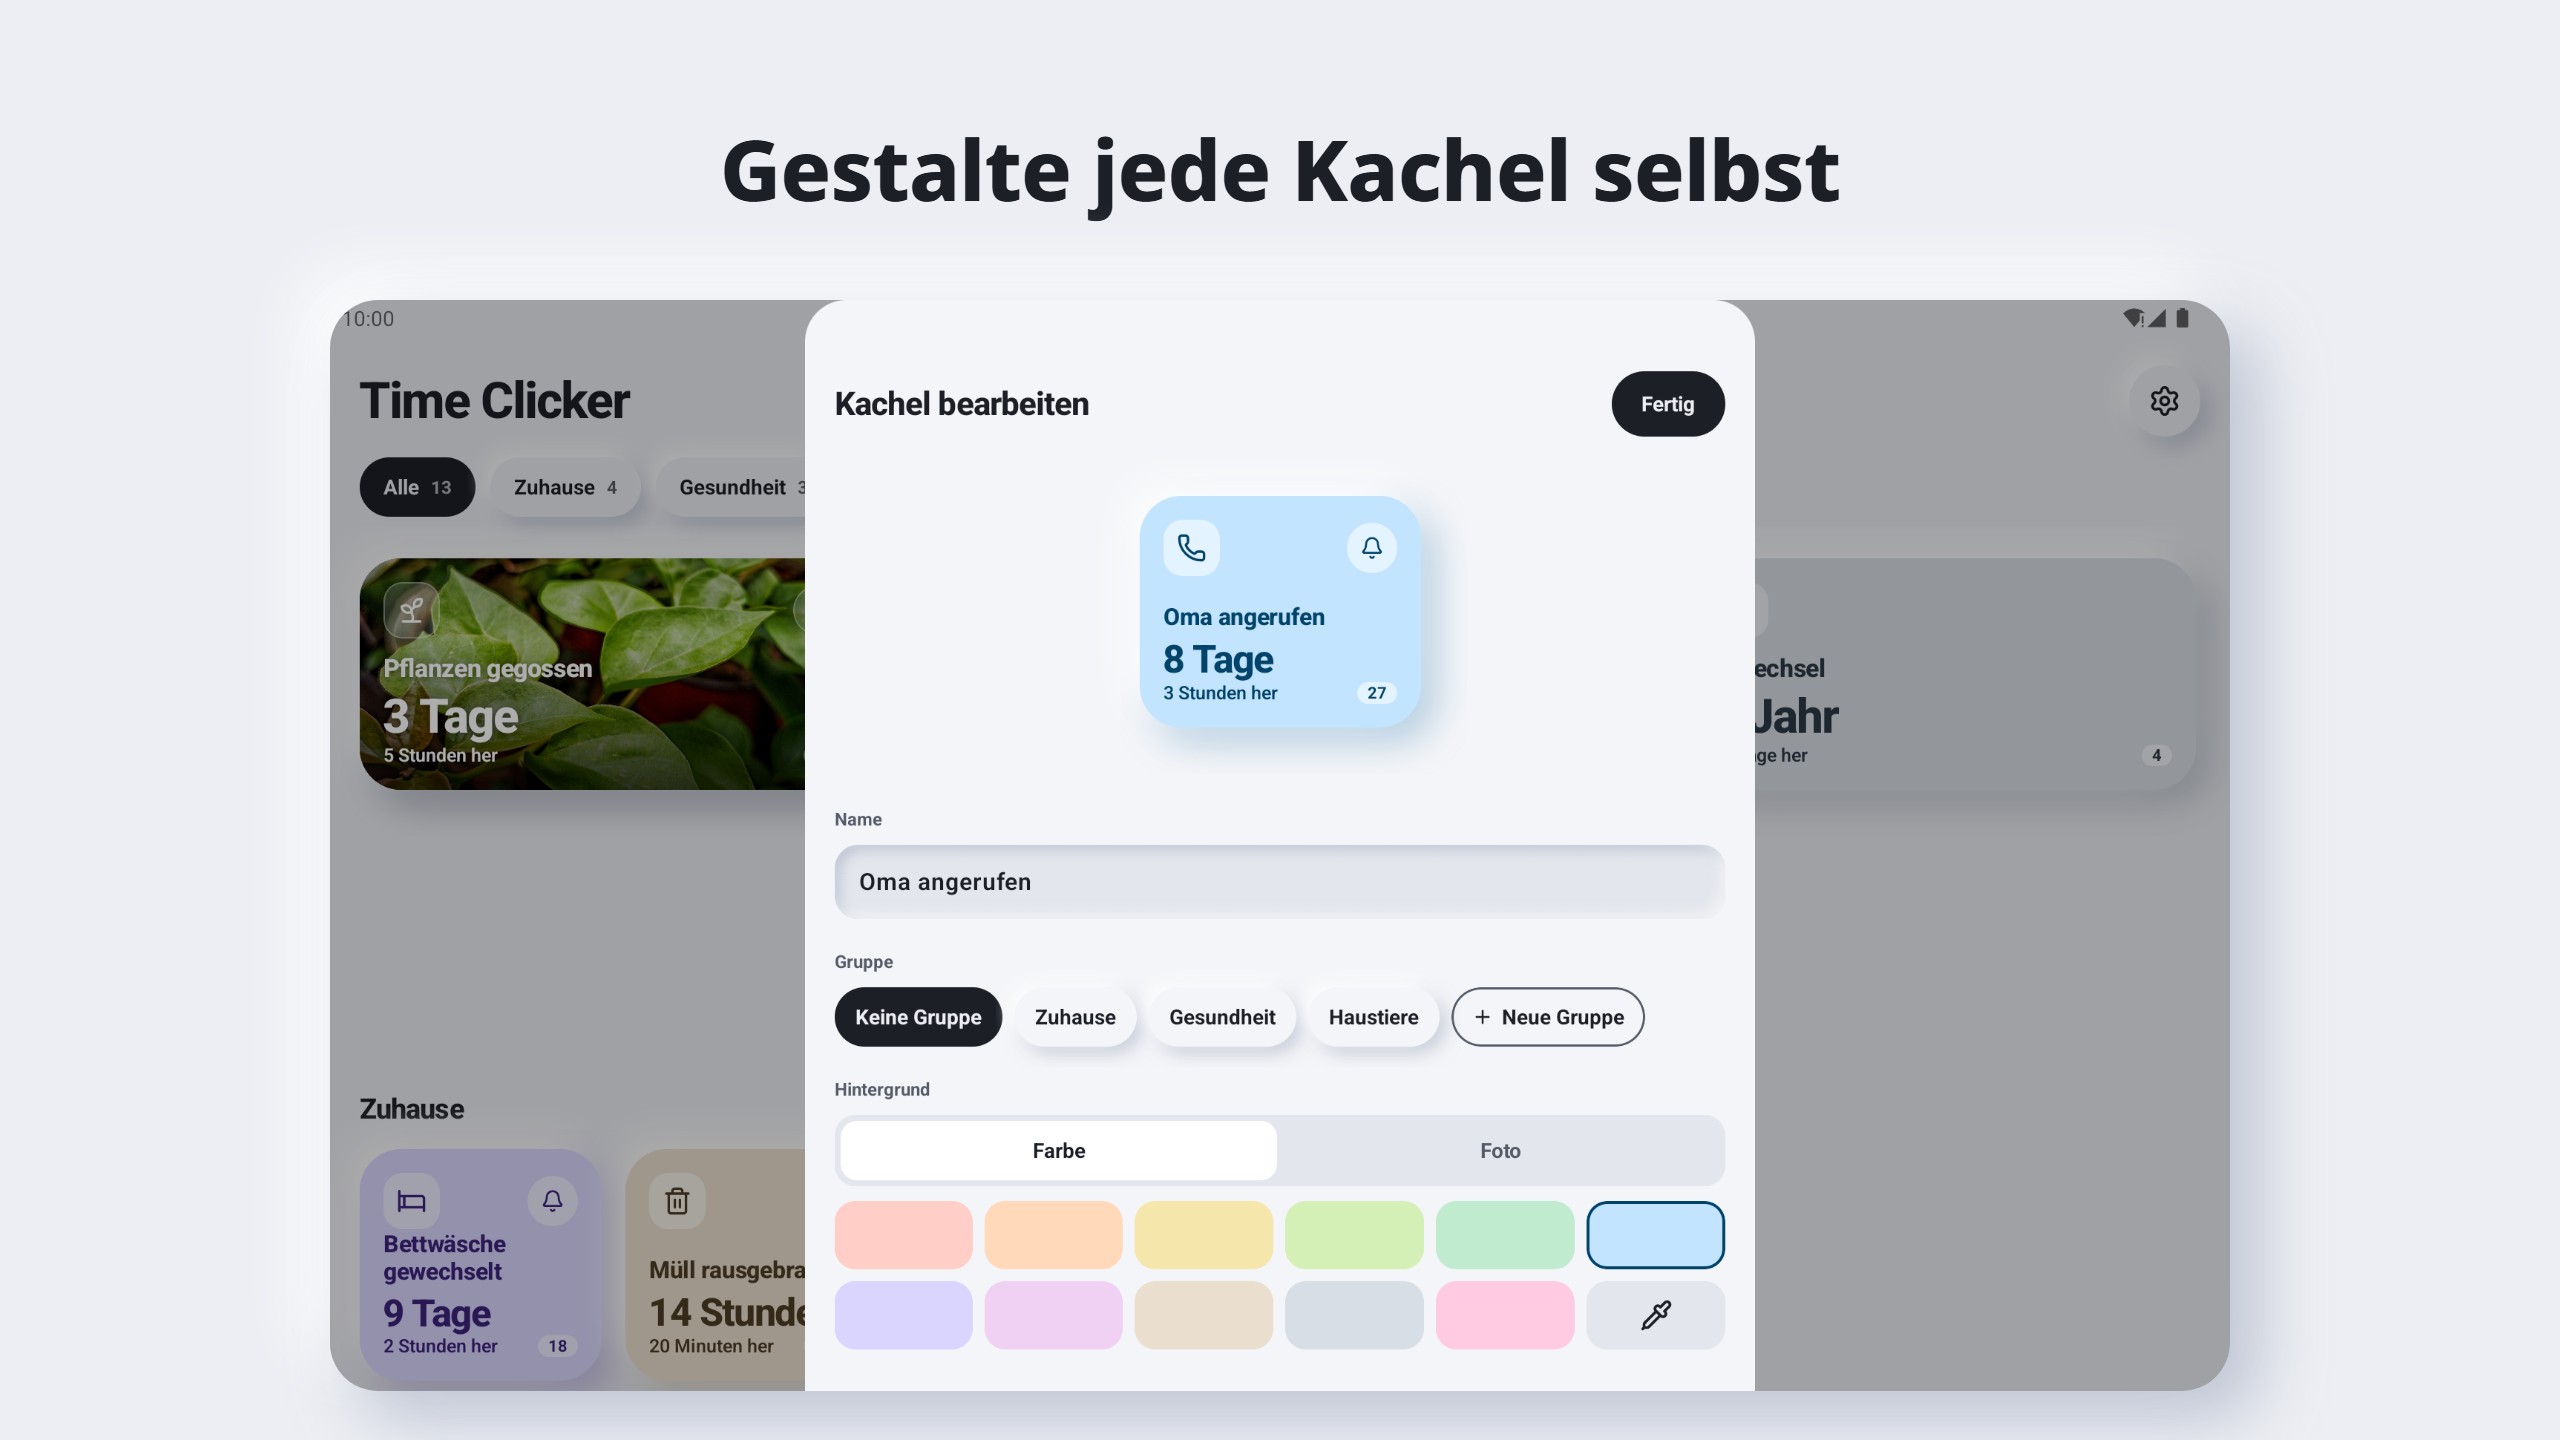 Gestalte jede Kachel selbst
10:00
Time Clicker
Alle 13
Zuhause 4
Gesundheit
Pflanzen gegossen
3 Tage
5 Stunden her
Zuhause
Bettwäsche
gewechselt
9 Tage
2 Stunden her 18
Müll rausgebra
14 Stunde
20 Minuten her
Kachel bearbeiten
Fertig
Oma angerufen
8 Tage
3 Stunden her 27
Name
Oma angerufen
Gruppe
Keine Gruppe
Zuhause
Gesundheit
Haustiere
+ Neue Gruppe
Hintergrund
Farbe
Foto
echsel
Jahr
ge her 4